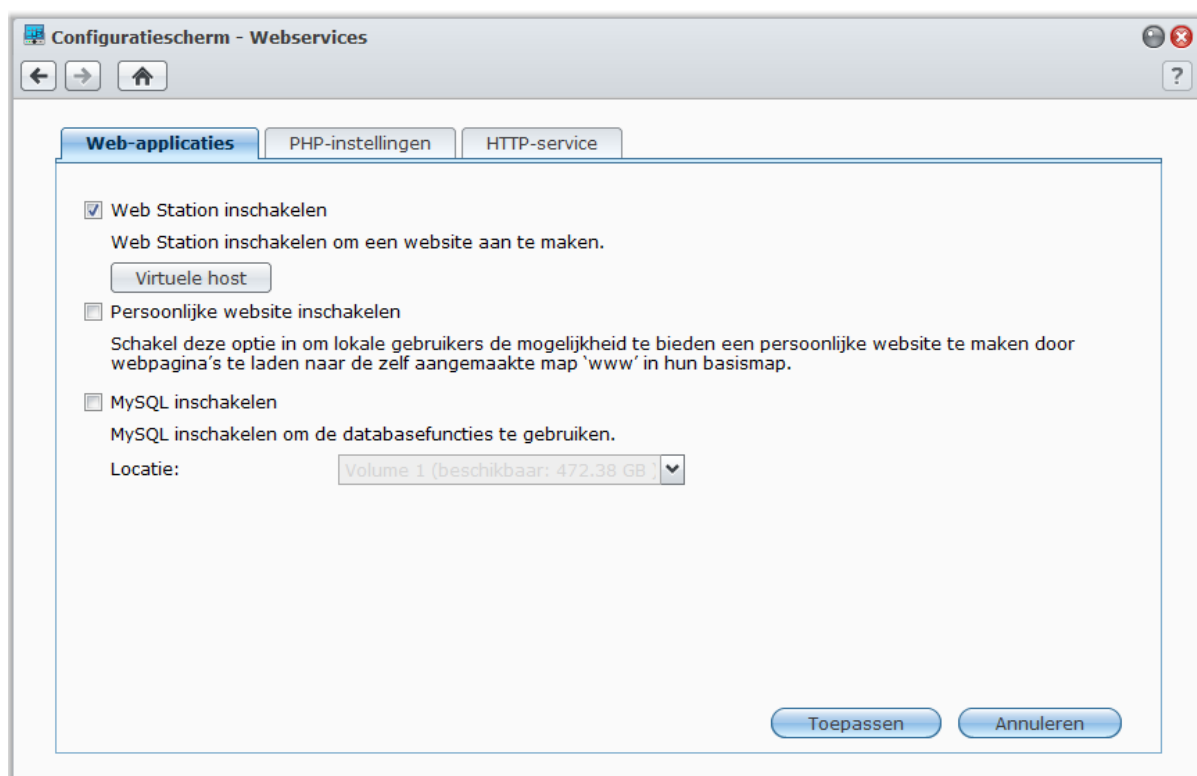 Configuratiescherm - Webservices
?
Web-applicaties
PHP-instellingen
HTTP-service
Web Station inschakelen
Web Station inschakelen om een website aan te maken.
Virtuele host
Persoonlijke website inschakelen
Schakel deze optie in om lokale gebruikers de mogelijkheid te bieden een persoonlijke website te maken door
webpagina's te laden naar de zelf aangemaakte map 'www' in hun basismap.
MySQL inschakelen
MySQL inschakelen om de databasefuncties te gebruiken.
Locatie:
Volume 1 (beschikbaar: 472.38 GB )
Toepassen
Annuleren